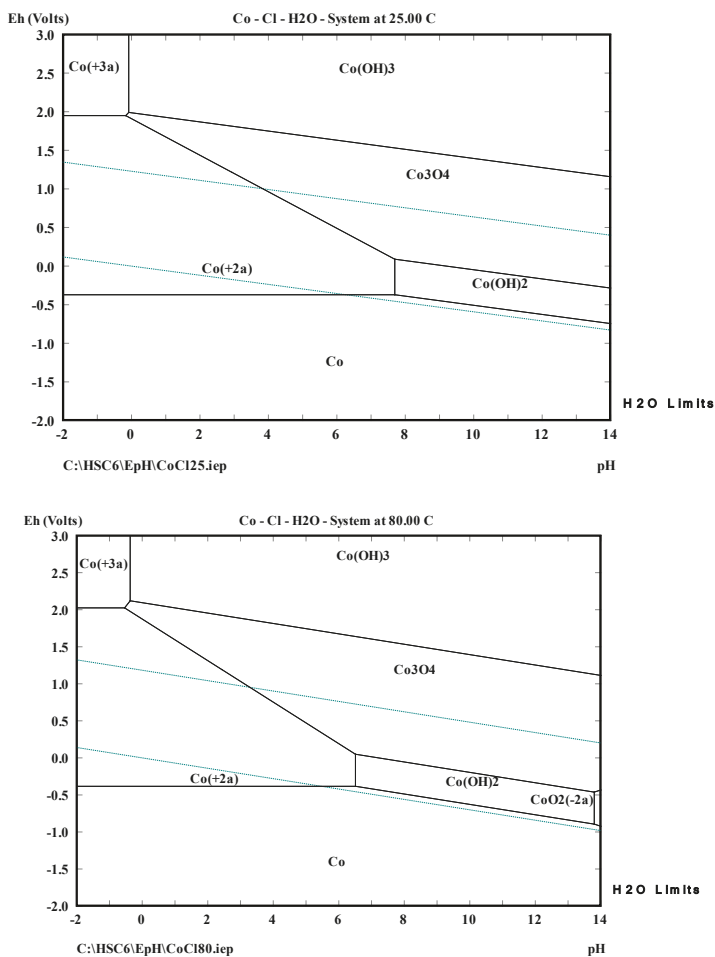 Eh (Volts) Co - Cl - H2O - System at 25.00 C
3.0
Co(+3a) Co(OH)3
2.5
2.0
1.5
Co3O4
1.0
0.5
Co(+2a)
0.0
Co(OH)2
-0.5
-1.0
Co
-1.5
H2O Limits
-2.0
-2 0 2 4 6 8 10 12 14
C:\HSC6\EpH\CoCl25.iep pH
Eh (Volts) Co - Cl - H2O - System at 80.00 C
3.0
Co(OH)3
Co(+3a)
2.5
2.0
1.5
Co3O4
1.0
0.5
0.0
Co(+2a) Co(OH)2
-0.5 CoO2(-2a)
-1.0
Co
-1.5
H2O Limits
-2.0
-2 0 2 4 6 8 10 12 14
C:\HSC6\EpH\CoCl80.iep pH